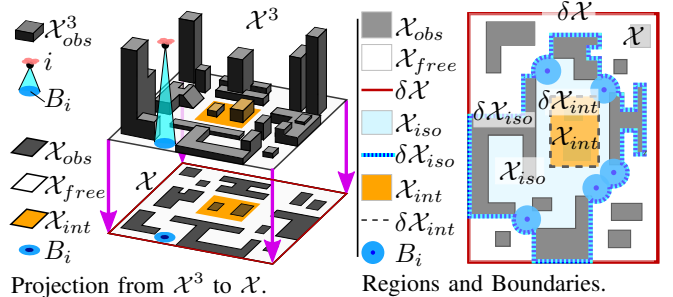 𝒳³_obs
i
B_i
𝒳_obs
𝒳_free
𝒳_int
𝒳³
𝒳
Projection from 𝒳³ to 𝒳.
𝒳_obs
𝒳_free
δ𝒳
𝒳_iso
δ𝒳_iso
𝒳_int
δ𝒳_int
B_i
δ𝒳
𝒳
δ𝒳_iso
δ𝒳_int
𝒳_int
𝒳_iso
Regions and Boundaries.